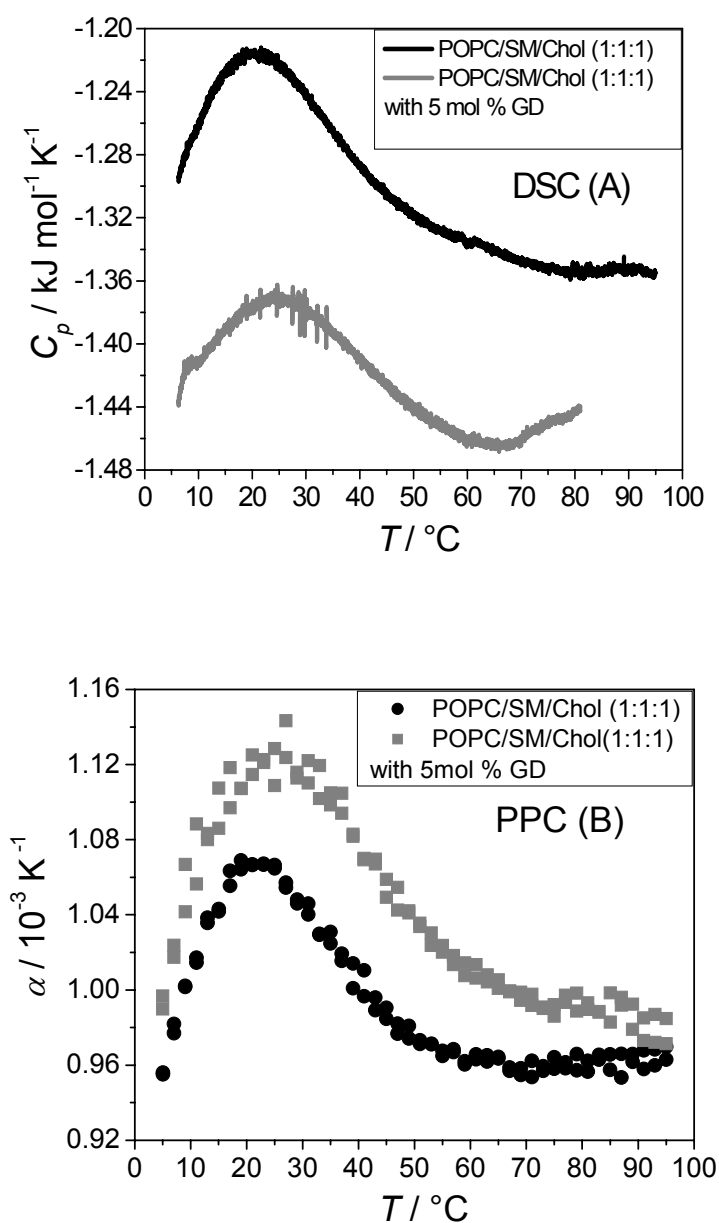 -1.20
-1.24
-1.28
-1.32
-1.36
-1.40
-1.44
-1.48
C_p / kJ mol⁻¹ K⁻¹
POPC/SM/Chol (1:1:1)
POPC/SM/Chol (1:1:1)
with 5 mol % GD
DSC (A)
0 10 20 30 40 50 60 70 80 90 100
T / °C
1.16
1.12
1.08
1.04
1.00
0.96
0.92
α / 10⁻³ K⁻¹
POPC/SM/Chol (1:1:1)
POPC/SM/Chol(1:1:1)
with 5mol % GD
PPC (B)
0 10 20 30 40 50 60 70 80 90 100
T / °C